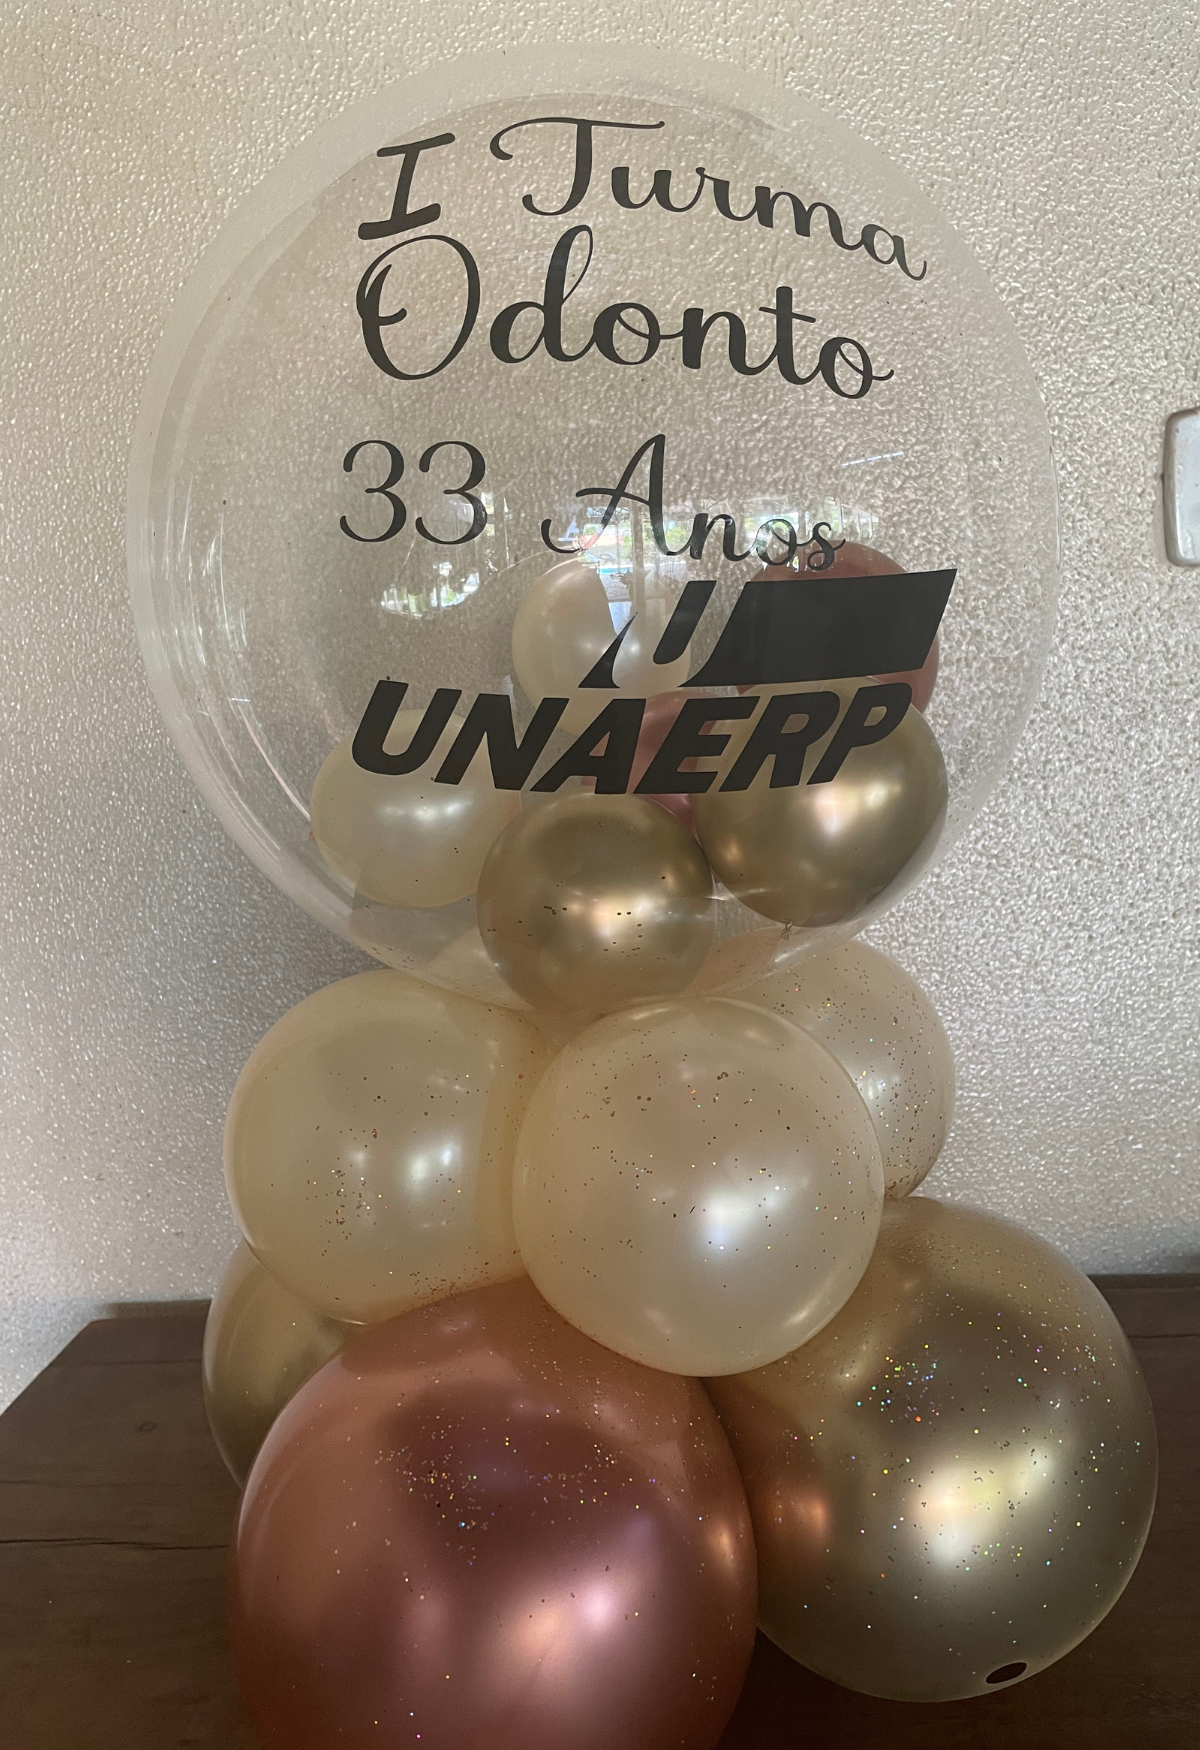 I Turma
Odonto
33 Anos
UNAERP